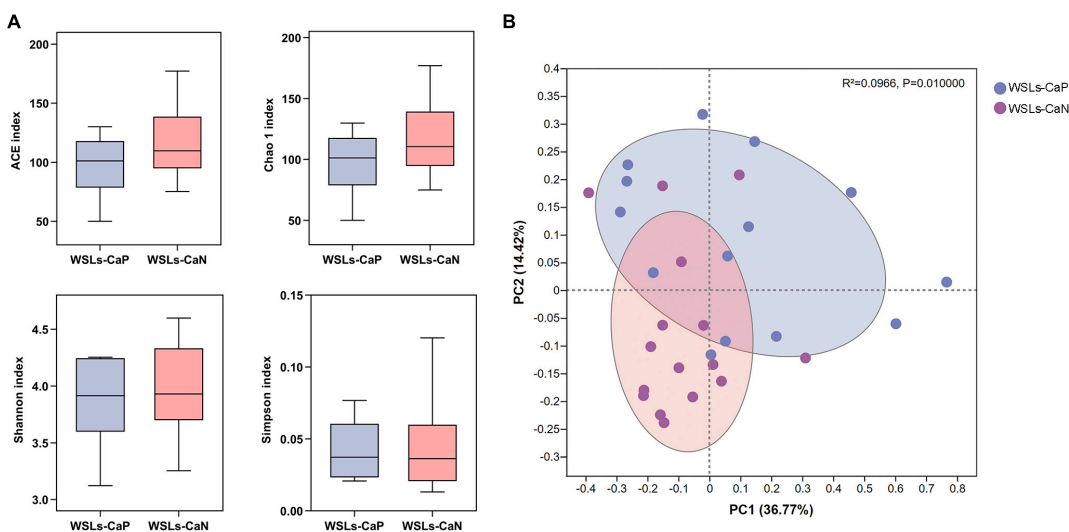 A
ACE index
200
150
100
50
WSLs-CaP WSLs-CaN
Chao 1 index
200
150
100
50
WSLs-CaP WSLs-CaN
Shannon index
4.5
4.0
3.5
3.0
WSLs-CaP WSLs-CaN
Simpson index
0.15
0.10
0.05
0.00
WSLs-CaP WSLs-CaN
B
R²=0.0966, P=0.010000
WSLs-CaP
WSLs-CaN
PC2 (14.42%)
0.4
0.35
0.3
0.25
0.2
0.15
0.1
0.05
0
-0.05
-0.1
-0.15
-0.2
-0.25
-0.3
-0.4 -0.3 -0.2 -0.1 0 0.1 0.2 0.3 0.4 0.5 0.6 0.7 0.8
PC1 (36.77%)